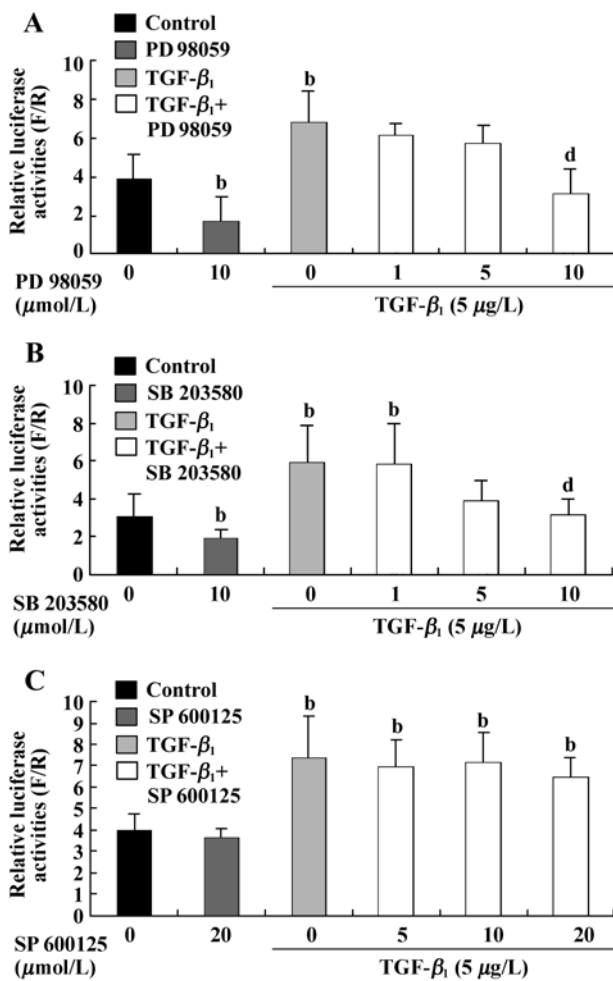 A
Control
PD 98059
TGF-β₁
TGF-β₁+
PD 98059
Relative luciferase
activities (F/R)
10
8
6
4
2
0
b
b
d
0 10 0 1 5 10
PD 98059
(μmol/L)
TGF-β₁ (5 μg/L)
B
Control
SB 203580
TGF-β₁
TGF-β₁+
SB 203580
Relative luciferase
activities (F/R)
10
8
6
4
2
0
b
b
b
d
0 10 0 1 5 10
SB 203580
(μmol/L)
TGF-β₁ (5 μg/L)
C
Control
SP 600125
TGF-β₁
TGF-β₁+
SP 600125
Relative luciferase
activities (F/R)
10
9
8
7
6
5
4
3
2
1
0
b
b
b
b
0 20 0 5 10 20
SP 600125
(μmol/L)
TGF-β₁ (5 μg/L)